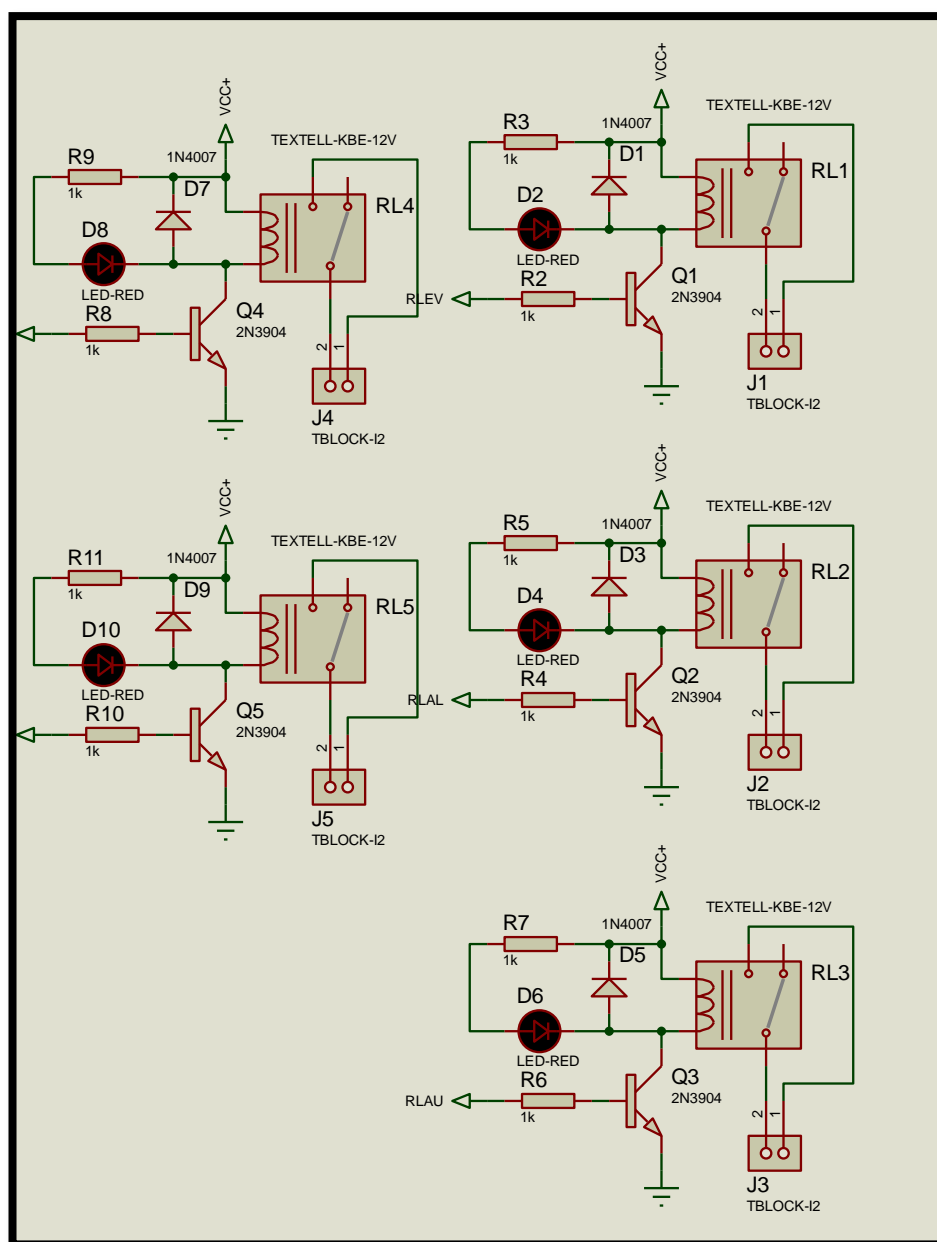 VCC+
TEXTELL-KBE-12V
R9
1N4007
1k
D7
RL4
D8
LED-RED
Q4
R8
2N3904
1k
2
1
J4
TBLOCK-I2
VCC+
TEXTELL-KBE-12V
R3
1N4007
1k
D1
RL1
D2
LED-RED
Q1
RLEV
R2
2N3904
1k
2
1
J1
TBLOCK-I2
VCC+
TEXTELL-KBE-12V
R11
1N4007
1k
D9
RL5
D10
LED-RED
Q5
R10
2N3904
1k
2
1
J5
TBLOCK-I2
VCC+
TEXTELL-KBE-12V
R5
1N4007
1k
D3
RL2
D4
LED-RED
Q2
RLAL
R4
2N3904
1k
2
1
J2
TBLOCK-I2
VCC+
TEXTELL-KBE-12V
R7
1N4007
1k
D5
RL3
D6
LED-RED
Q3
RLAU
R6
2N3904
1k
2
1
J3
TBLOCK-I2